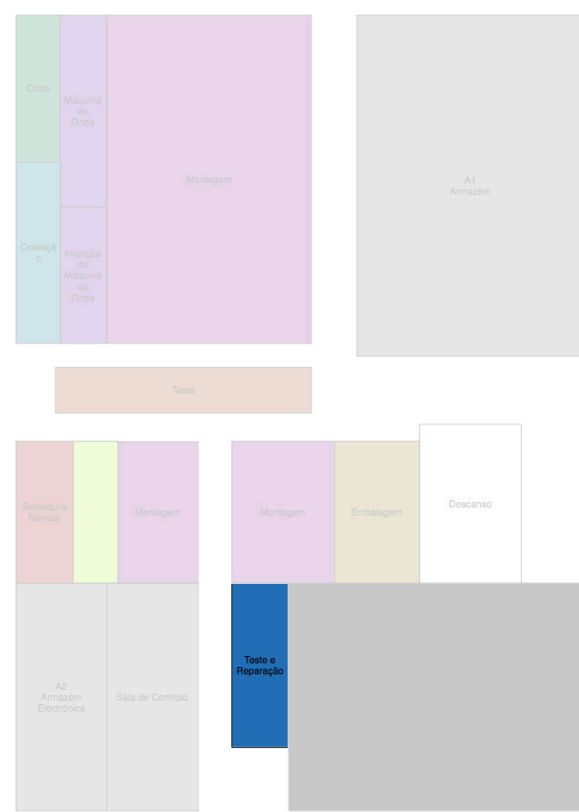 Corte
Máquina
de
Onda
Montagem
A1
Armazém
Cravaçã
o
Inserção
da
Máquina
de
Onda
Teste
Soldadura
Manual
Montagem
Montagem
Embalagem
Descanso
Teste e
Reparação
A2
Armazém
Electrónica
Sala de Controlo